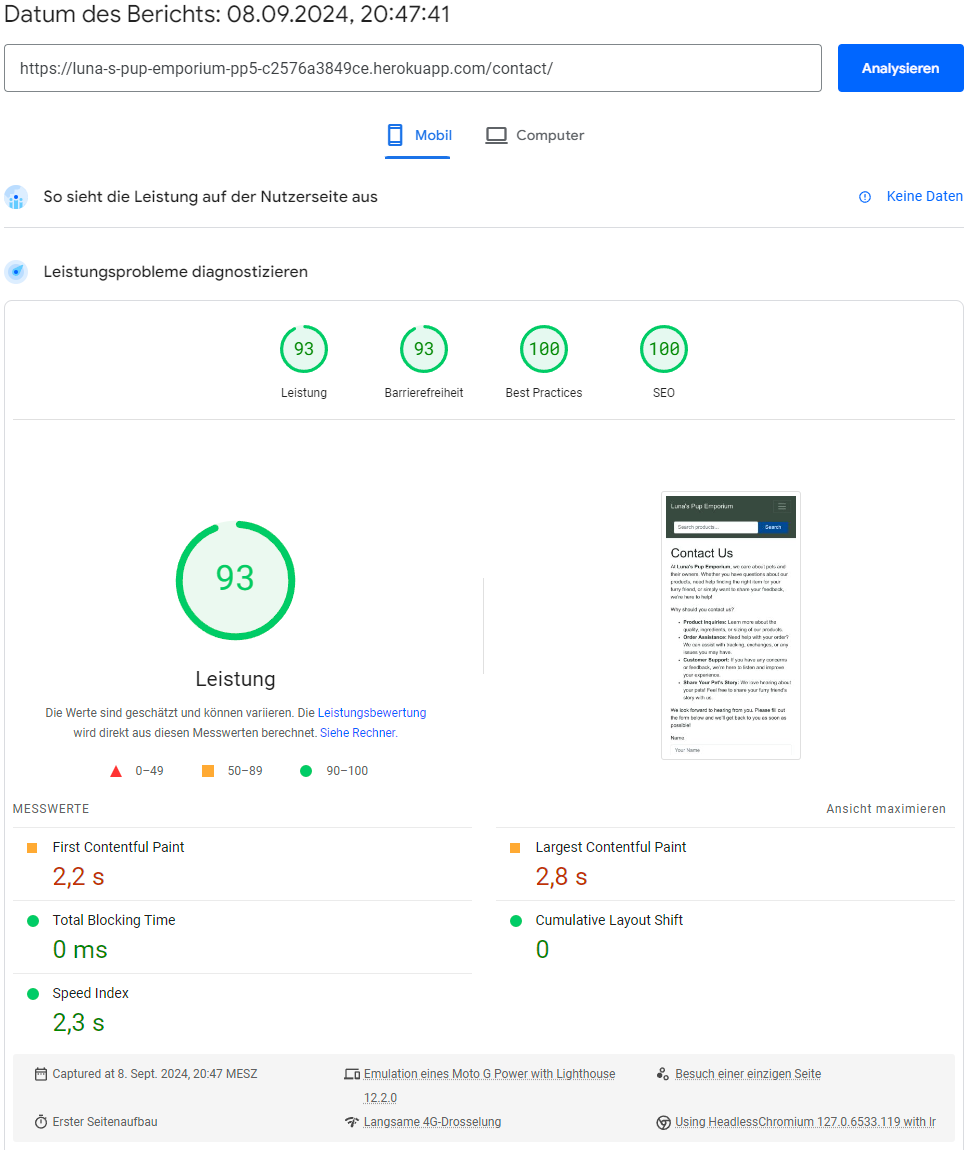 Datum des Berichts: 08.09.2024, 20:47:41
https://luna-s-pup-emporium-pp5-c2576a3849ce.herokuapp.com/contact/
Analysieren
Mobil
Computer
So sieht die Leistung auf der Nutzerseite aus
Keine Daten
Leistungsprobleme diagnostizieren
93
93
100
100
Leistung
Barrierefreiheit
Best Practices
SEO
93
Leistung
Die Werte sind geschätzt und können variieren. Die Leistungsbewertung
wird direkt aus diesen Messwerten berechnet. Siehe Rechner.
0–49
50–89
90–100
Luna's Pup Emporium
Search products...
Search
Contact Us
At Luna's Pup Emporium, we care about pets and
their owners. Whether you have questions about our
products, need help finding the right item for your
furry friend, or simply want to share your feedback,
we're here to help!
Why should you contact us?
• Product Inquiries: Learn more about the
quality, ingredients, or sizing of our products.
• Order Assistance: Need help with your order?
We can assist with tracking, exchanges, or any
issues you may have.
• Customer Support: If you have any concerns
or feedback, we're here to listen and improve
your experience.
• Share Your Pet's Story: We love hearing about
your pets! Feel free to share your furry friend's
story with us.
We look forward to hearing from you. Please fill out
the form below and we'll get back to you as soon as
possible!
Name
Your Name
MESSWERTE
Ansicht maximieren
First Contentful Paint
2,2 s
Largest Contentful Paint
2,8 s
Total Blocking Time
0 ms
Cumulative Layout Shift
0
Speed Index
2,3 s
Captured at 8. Sept. 2024, 20:47 MESZ
Emulation eines Moto G Power with Lighthouse
12.2.0
Besuch einer einzigen Seite
Erster Seitenaufbau
Langsame 4G-Drosselung
Using HeadlessChromium 127.0.6533.119 with lr